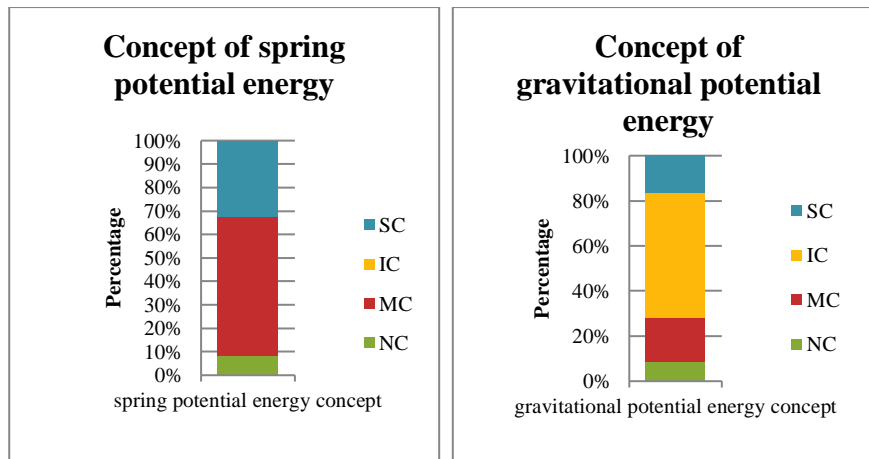 Concept of spring
potential energy
100%
90%
80%
70%
60%
50%
40%
30%
20%
10%
0%
Percentage
SC
IC
MC
NC
spring potential energy concept
Concept of
gravitational potential
energy
100%
80%
60%
40%
20%
0%
Percentage
SC
IC
MC
NC
gravitational potential energy concept